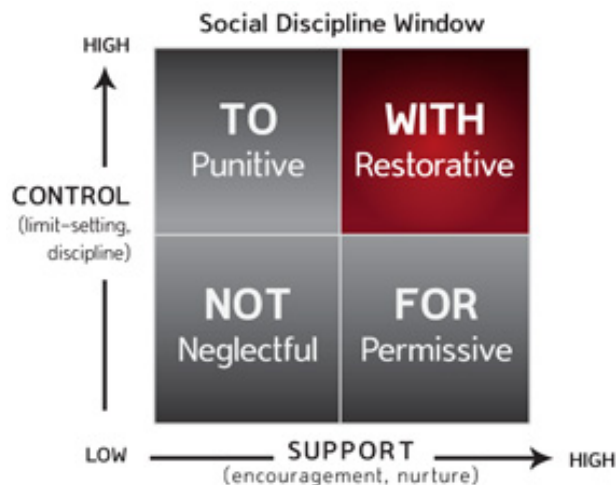 Social Discipline Window
HIGH
TO
Punitive
WITH
Restorative
CONTROL
(limit-setting,
discipline)
NOT
Neglectful
FOR
Permissive
LOW
SUPPORT
HIGH
(encouragement, nurture)